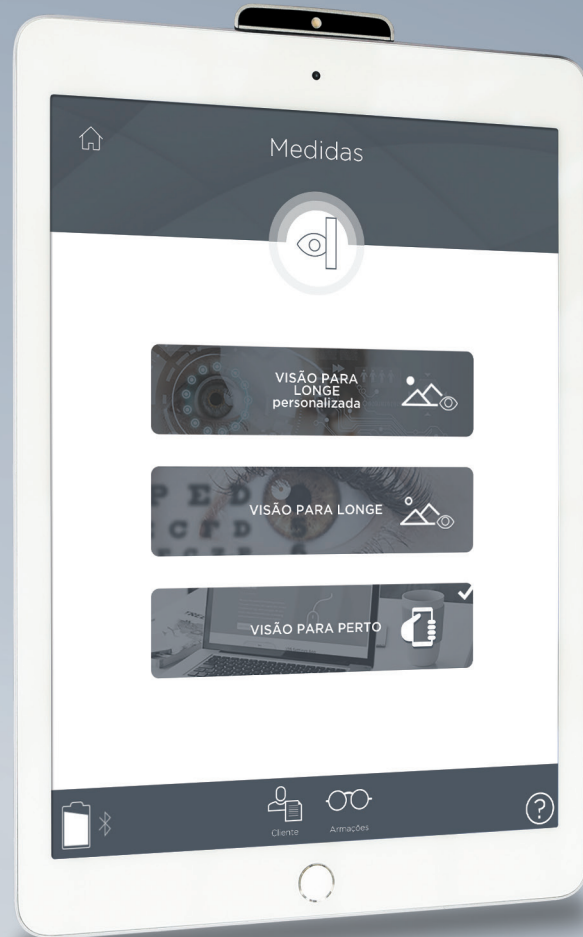 Medidas
VISÃO PARA
LONGE
personalizada
VISÃO PARA LONGE
VISÃO PARA PERTO
Cliente
Armações